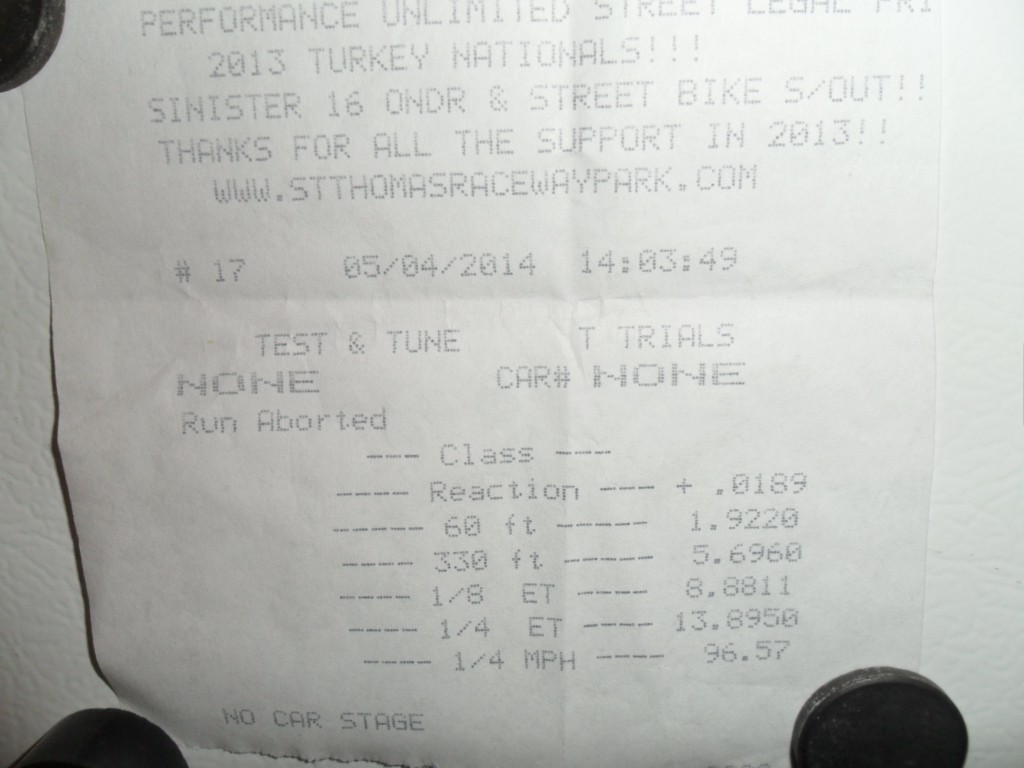 PERFORMANCE UNLIMITED STREET LEGAL FRI
2013 TURKEY NATIONALS!!!
SINISTER 16 ONDR & STREET BIKE S/OUT!!
THANKS FOR ALL THE SUPPORT IN 2013!!
WWW.STTHOMASRACEWAYPARK.COM
# 17 05/04/2014 14:03:49
TEST & TUNE T TRIALS
NONE CAR# NONE
Run Aborted
--- Class ---
---- Reaction --- + .0189
----- 60 ft ----- 1.9220
---- 330 ft ----- 5.6960
---- 1/8 ET ---- 8.8811
---- 1/4 ET ---- 13.8950
---- 1/4 MPH ---- 96.57
NO CAR STAGE